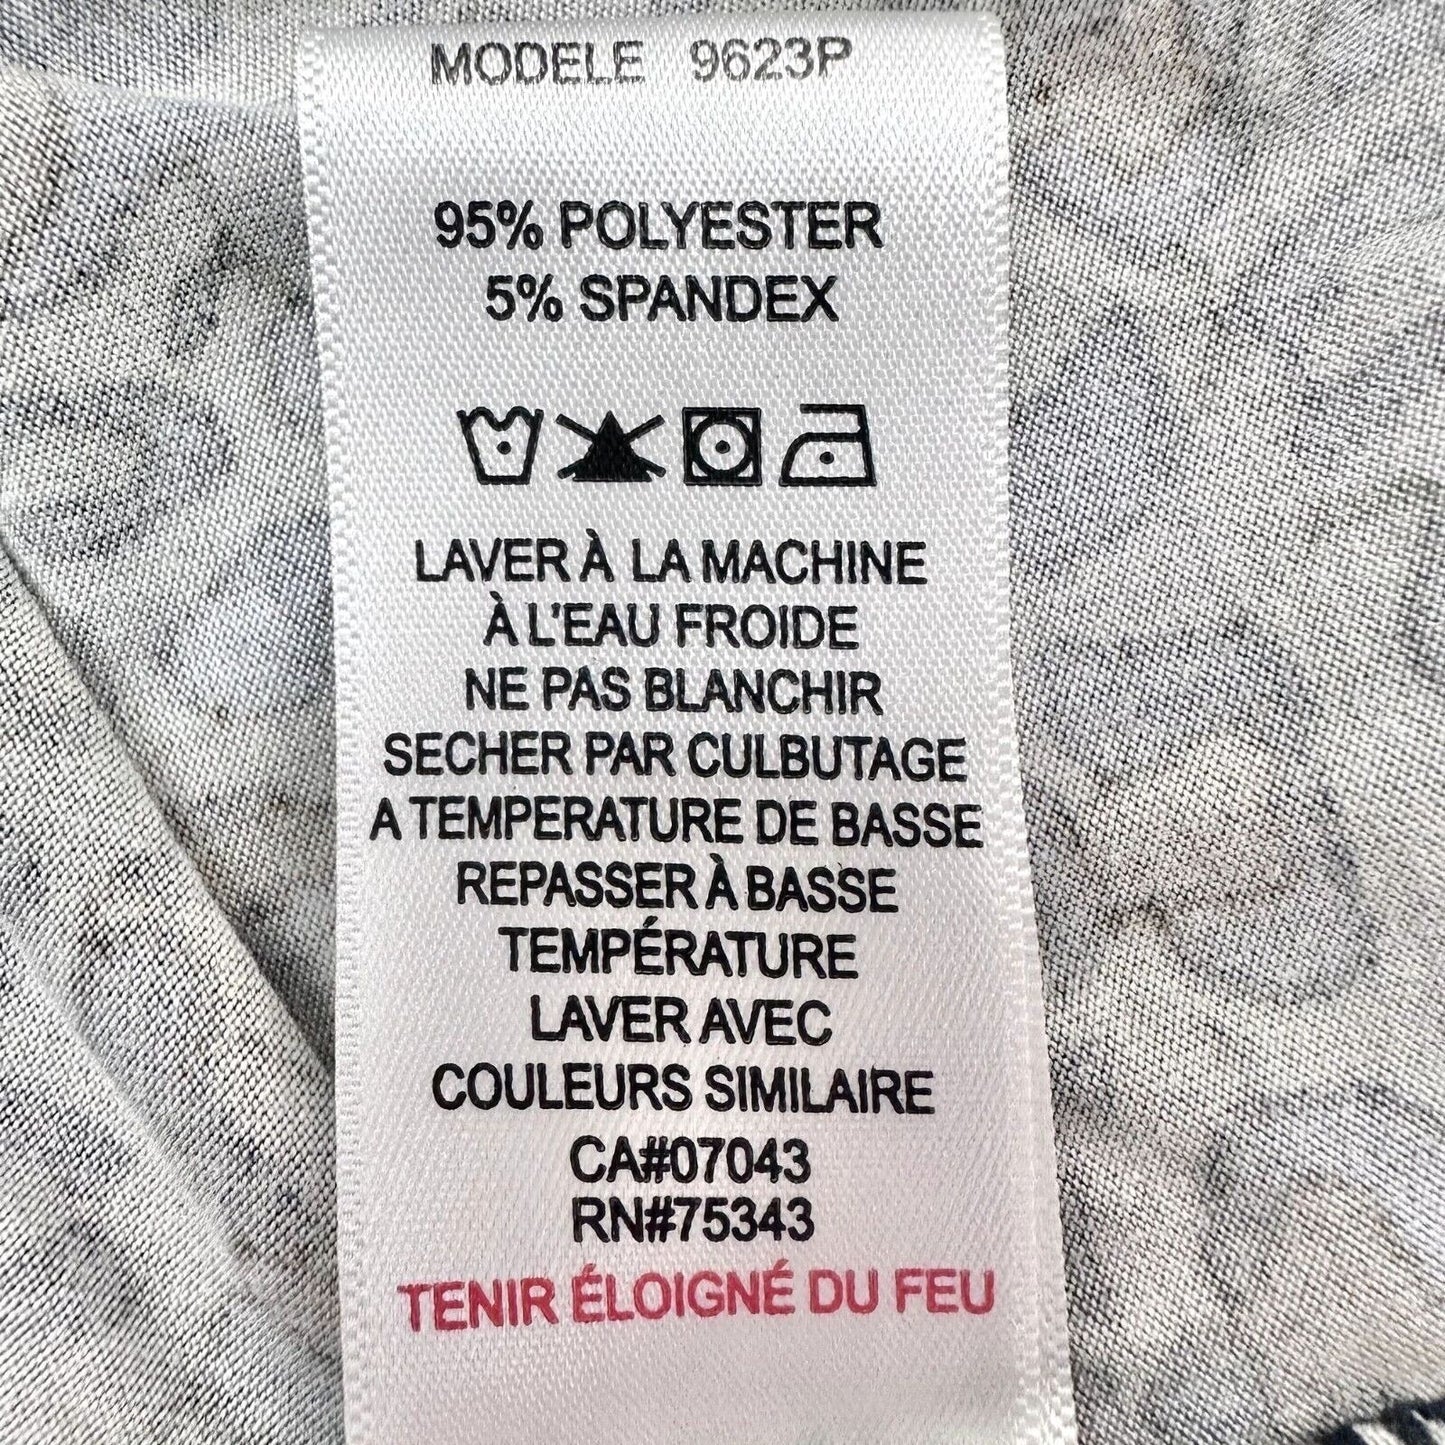 MODELE 9623P
95% POLYESTER
5% SPANDEX
LAVER À LA MACHINE
À L'EAU FROIDE
NE PAS BLANCHIR
SECHER PAR CULBUTAGE
A TEMPERATURE DE BASSE
REPASSER À BASSE
TEMPÉRATURE
LAVER AVEC
COULEURS SIMILAIRE
CA#07043
RN#75343
TENIR ÉLOIGNÉ DU FEU